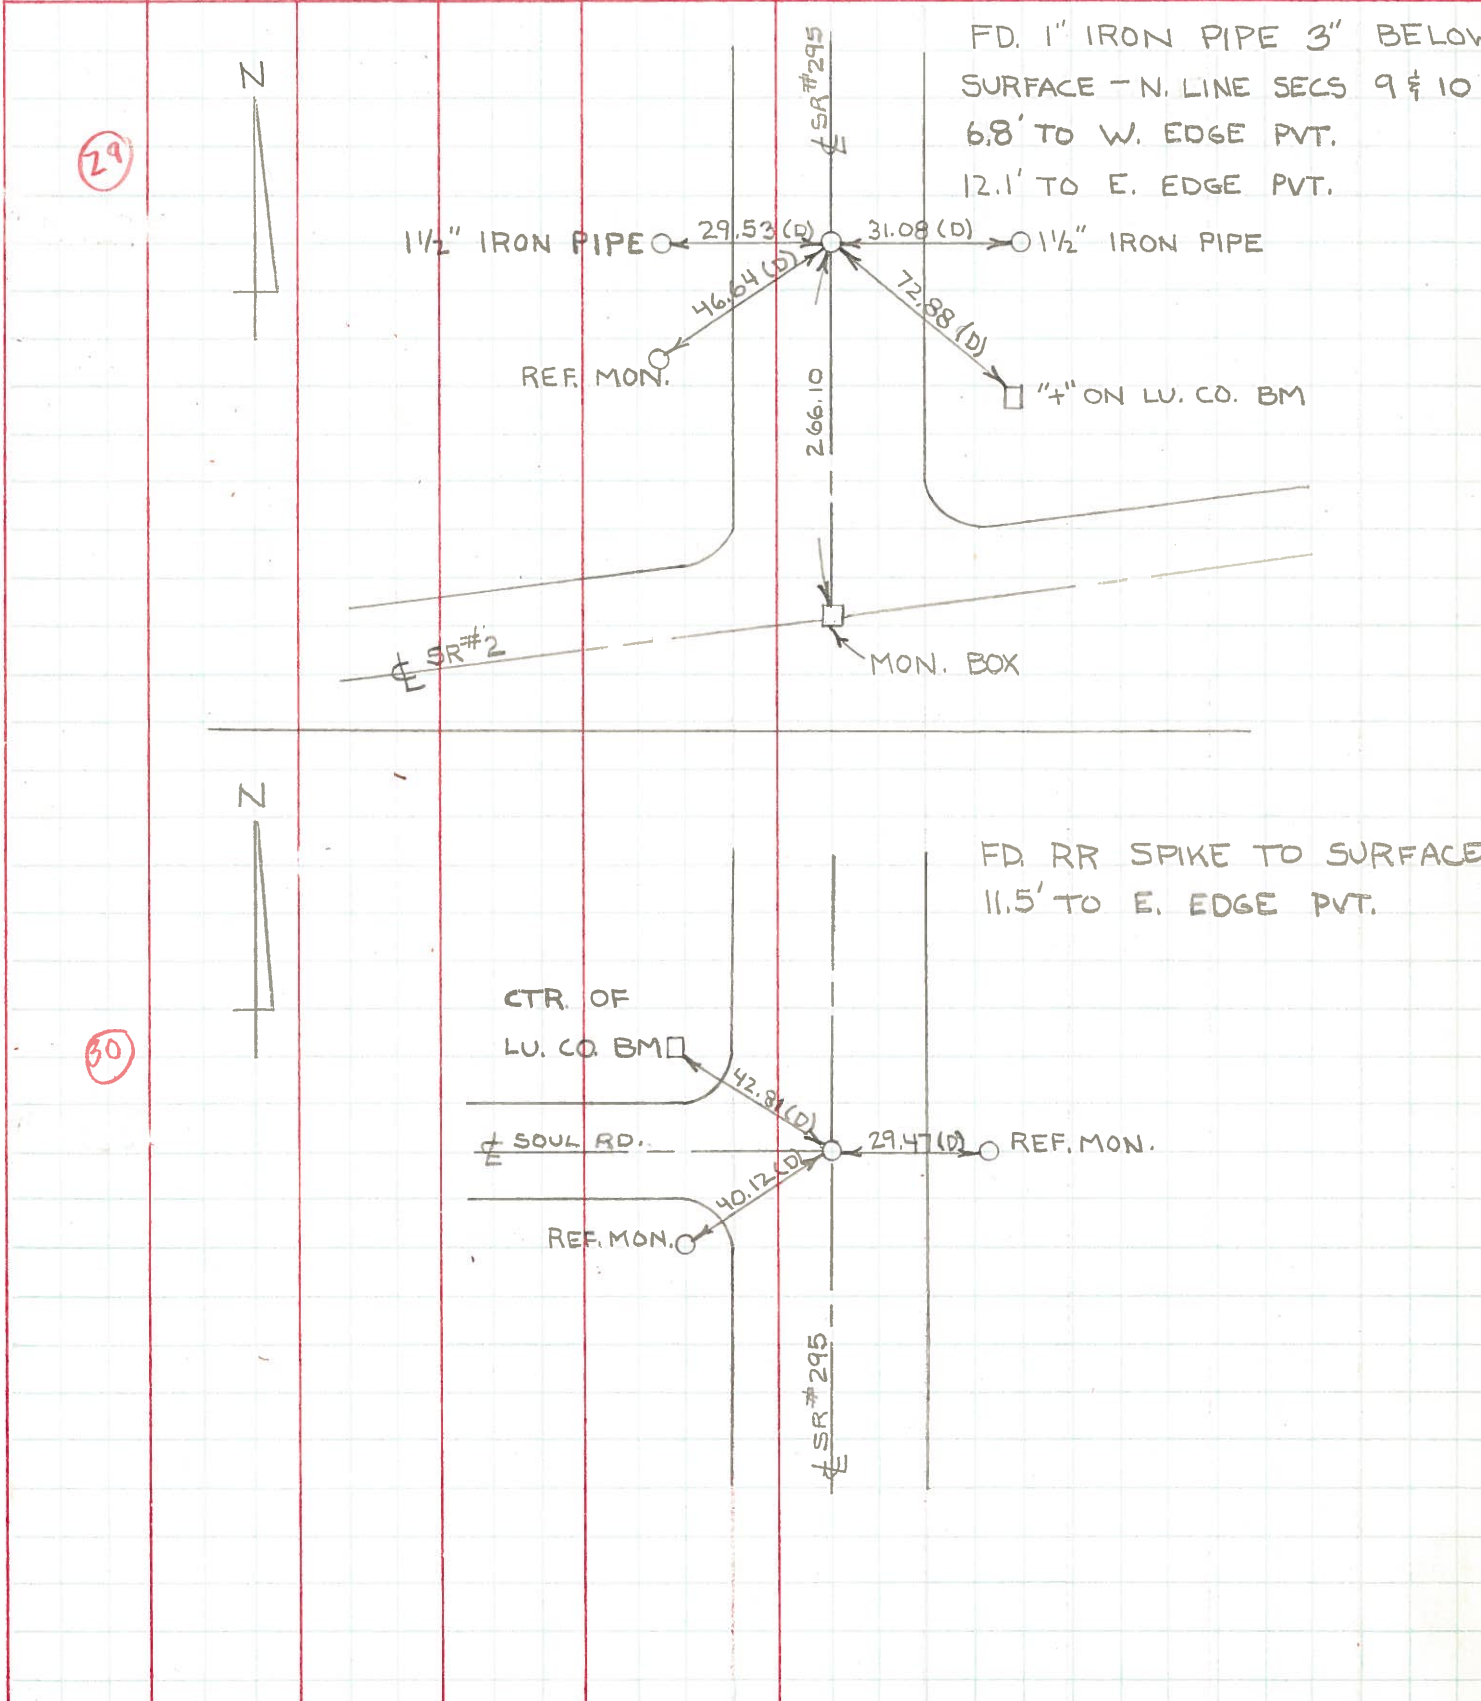 FD. 1" IRON PIPE 3" BELOW
SURFACE - N. LINE SECS 9 & 10
6.8' TO W. EDGE PVT.
12.1' TO E. EDGE PVT.
N
29
℄ SR #295
1 1/2" IRON PIPE
29.53 (D)
31.08 (D)
1 1/2" IRON PIPE
46.64 (D)
72.88 (D)
REF. MON.
266.10
"+" ON LU. CO. BM
℄ SR #2
MON. BOX
N
FD. RR SPIKE TO SURFACE
11.5' TO E. EDGE PVT.
30
CTR. OF
LU. CO. BM
42.81 (D)
℄ SOUL RD.
29.47 (D)
REF. MON.
40.12 (D)
REF. MON.
℄ SR #295